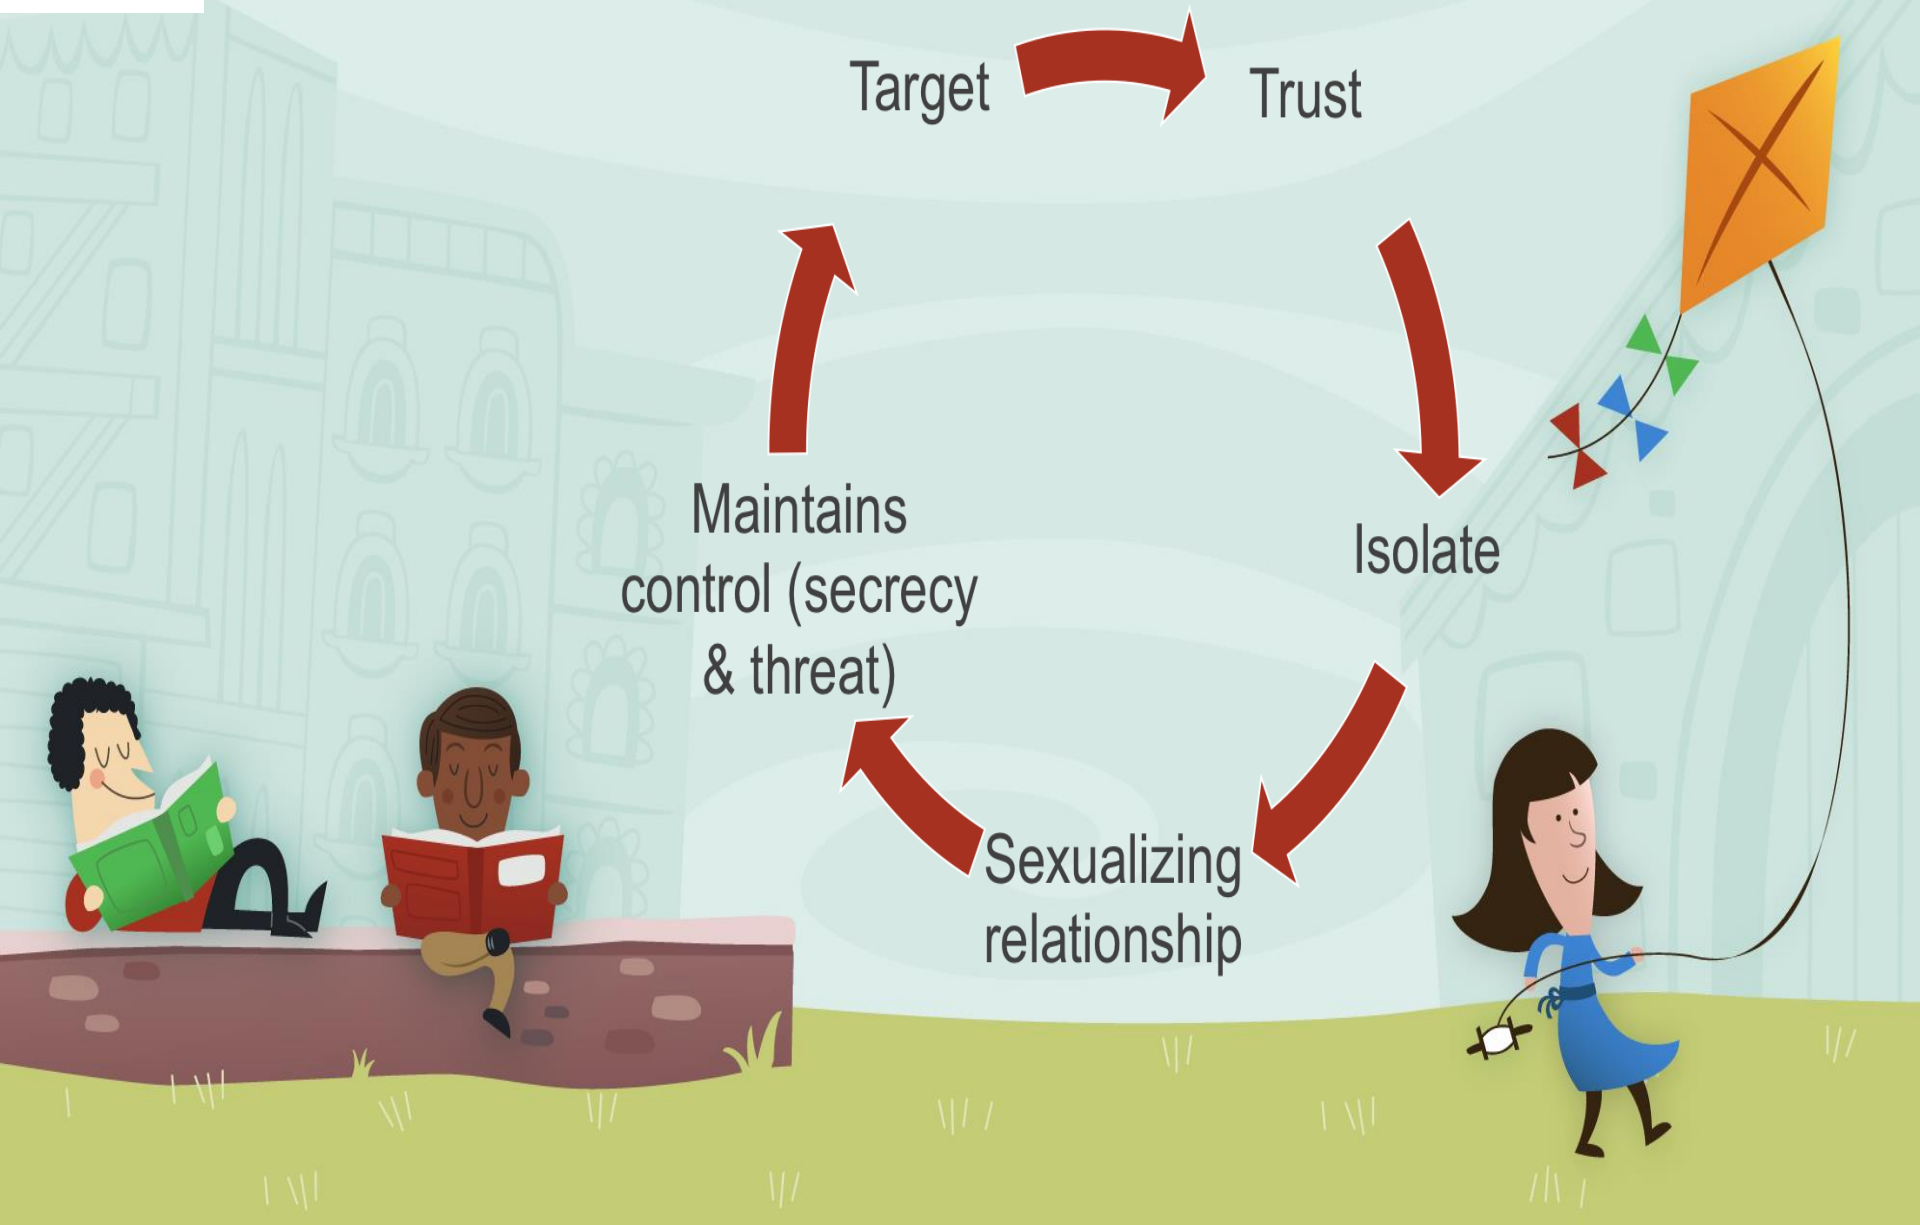 Target
Trust
Isolate
Sexualizing
relationship
Maintains
control (secrecy
& threat)